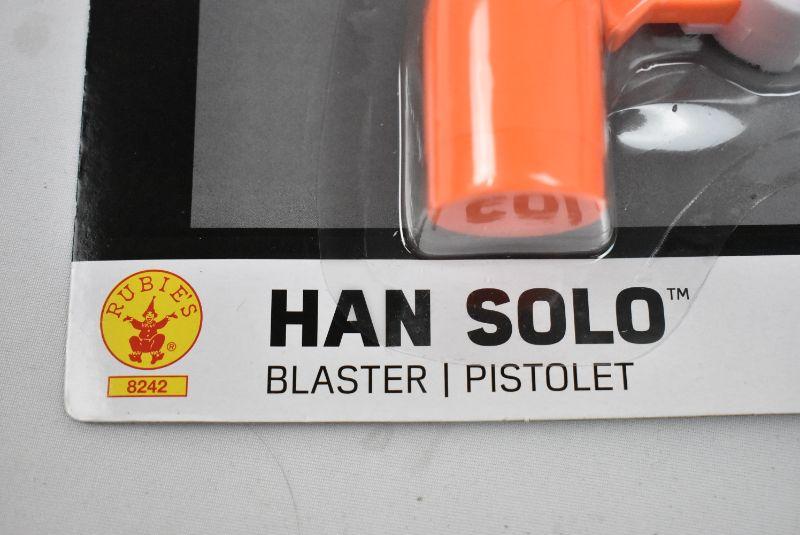 RUBIE'S
®
8242
HAN SOLO™
BLASTER | PISTOLET